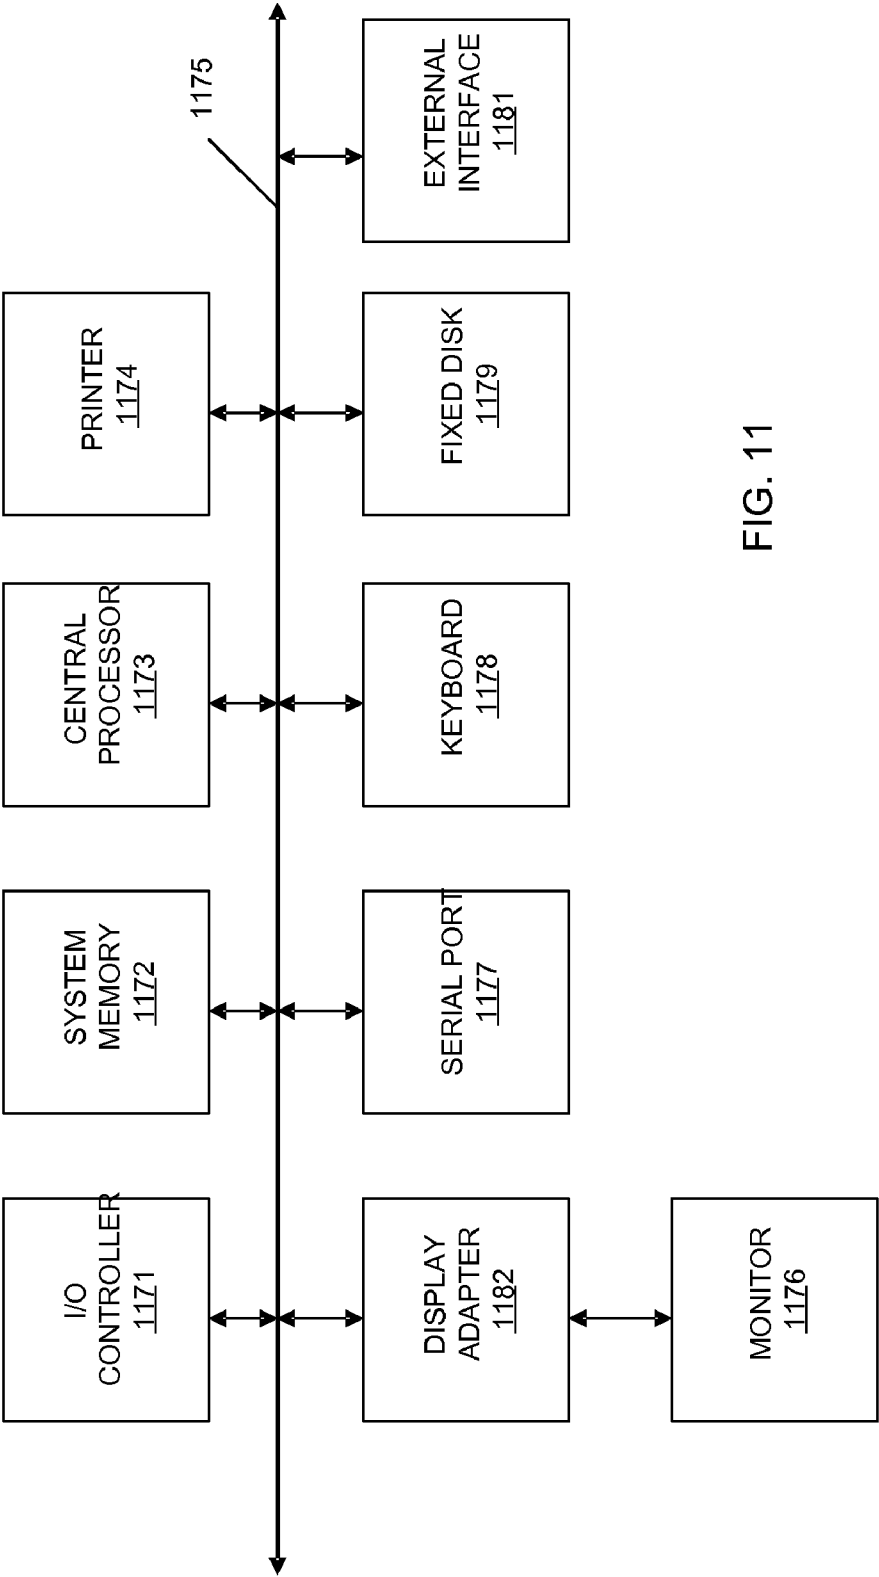 I/O
CONTROLLER
1171
SYSTEM
MEMORY
1172
CENTRAL
PROCESSOR
1173
PRINTER
1174
1175
DISPLAY
ADAPTER
1182
SERIAL PORT
1177
KEYBOARD
1178
FIXED DISK
1179
EXTERNAL
INTERFACE
1181
MONITOR
1176
FIG. 11